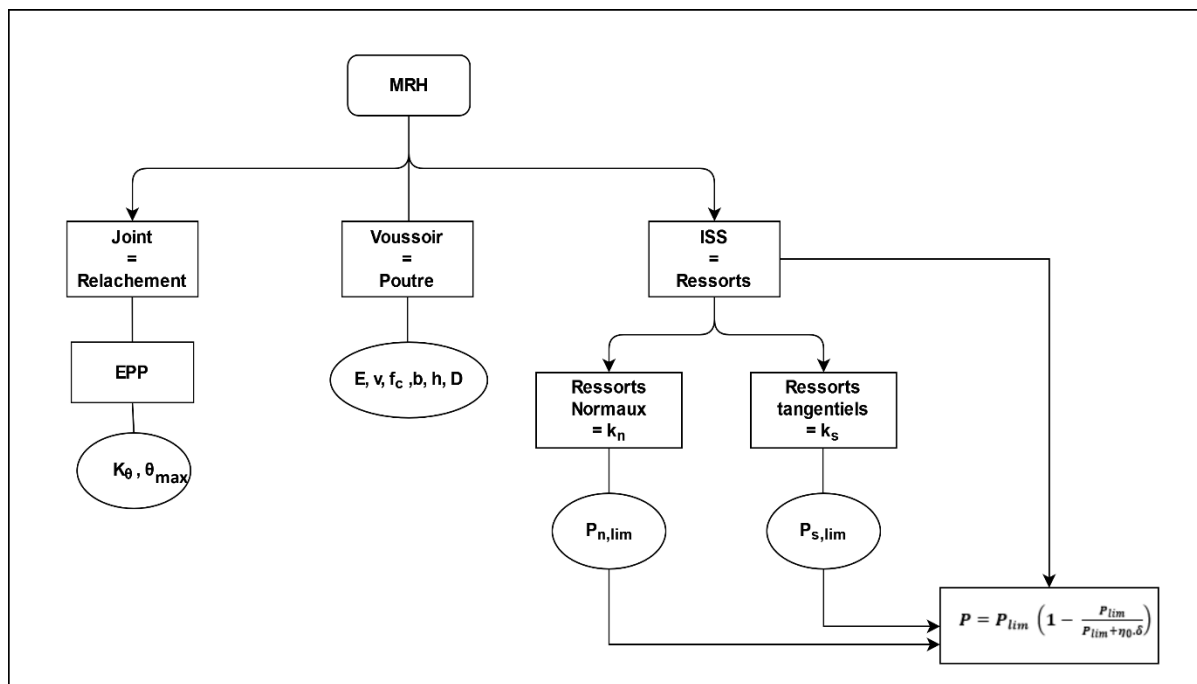 MRH
Joint
=
Relachement
Voussoir
=
Poutre
ISS
=
Ressorts
EPP
E, v, f_c ,b, h, D
Ressorts
Normaux
= k_n
Ressorts
tangentiels
= k_s
K_θ , θ_max
P_n,lim
P_s,lim
P = P_lim (1 − P_lim / (P_lim+η_0.δ))